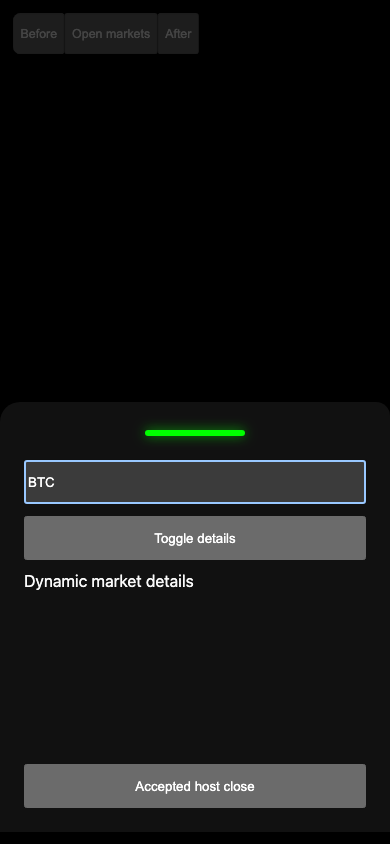 Before Open markets After
BTC
Toggle details
Dynamic market details
Accepted host close